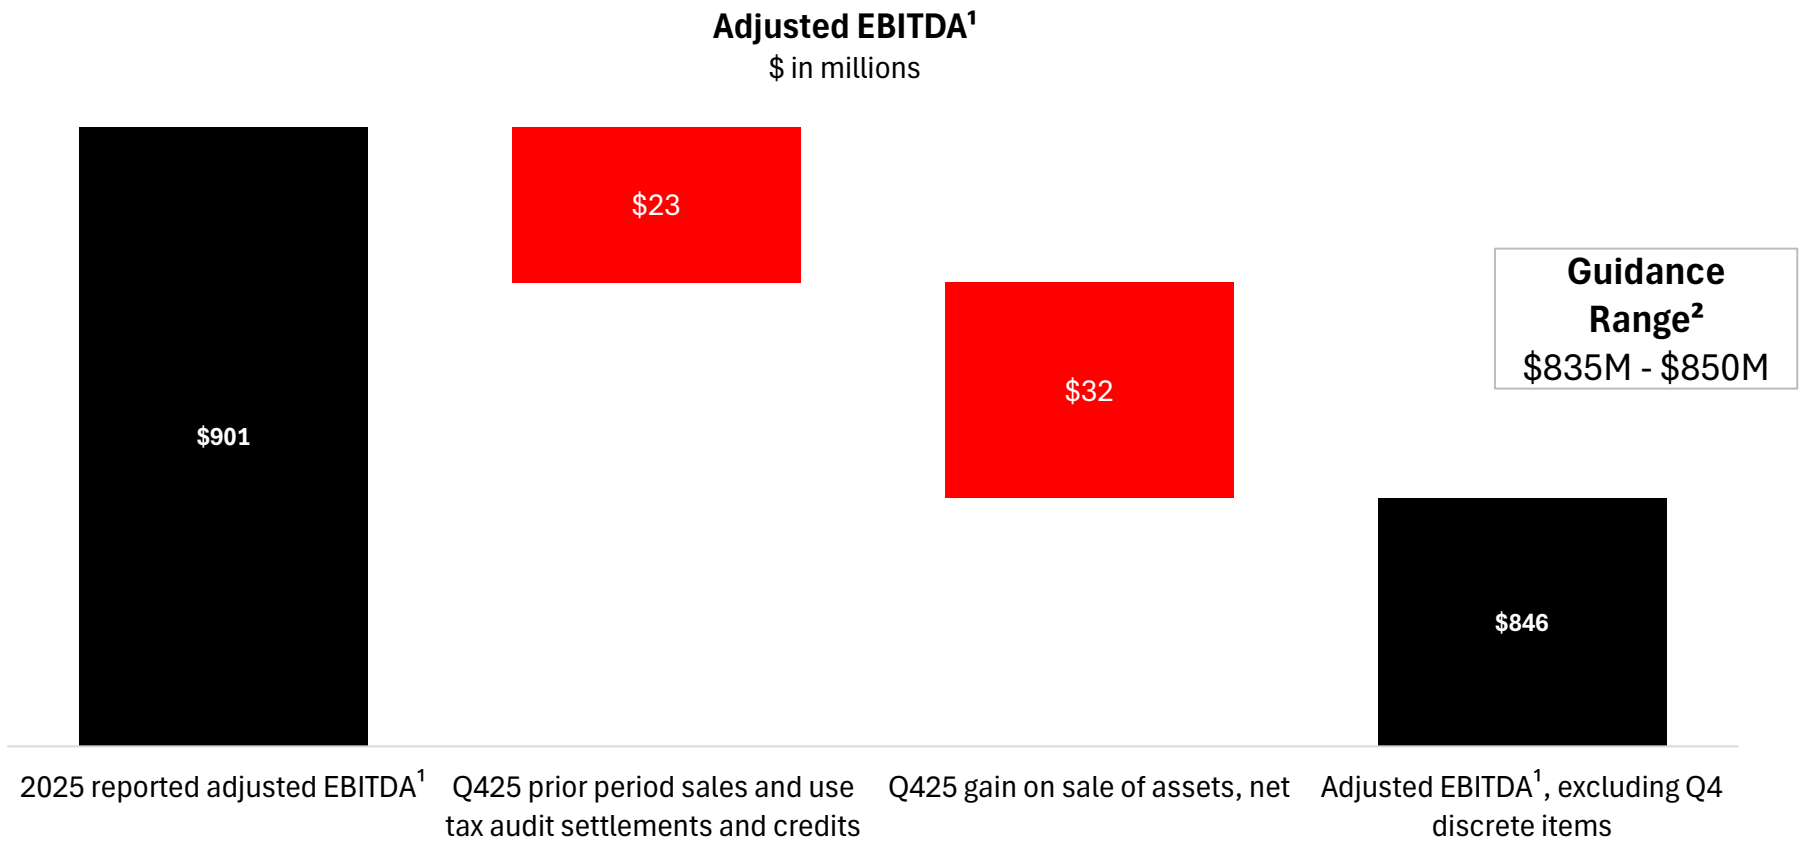 Adjusted EBITDA¹
$ in millions
$901
$23
$32
$846
Guidance
Range²
$835M - $850M
2025 reported adjusted EBITDA¹
Q425 prior period sales and use
tax audit settlements and credits
Q425 gain on sale of assets, net
Adjusted EBITDA¹, excluding Q4
discrete items